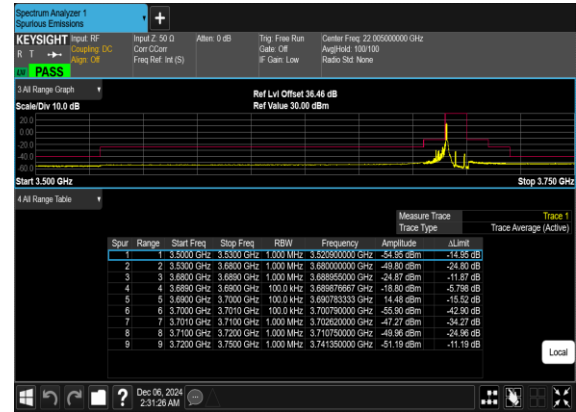 Spectrum Analyzer 1
Spurious Emissions
KEYSIGHT Input: RF Input Z: 50 Ω Atten: 0 dB Trig: Free Run Center Freq: 22.005000000 GHz
R T Coupling: DC Corr CCorr Gate: Off Avg|Hold: 100/100
Align: Off Freq Ref: Int (S) IF Gain: Low Radio Std: None
PASS
3 All Range Graph
Ref Lvl Offset 36.46 dB
Scale/Div 10.0 dB Ref Value 30.00 dBm
20.0
0.00
-20.0
-40.0
-60.0
Start 3.500 GHz Stop 3.750 GHz
4 All Range Table
Measure Trace Trace 1
Trace Type Trace Average (Active)
Spur Range Start Freq Stop Freq RBW Frequency Amplitude ΔLimit
1 1 3.5000 GHz 3.5300 GHz 1.000 MHz 3.520900000 GHz -54.95 dBm -14.95 dB
2 2 3.5300 GHz 3.6800 GHz 1.000 MHz 3.680000000 GHz -49.80 dBm -24.80 dB
3 3 3.6800 GHz 3.6890 GHz 1.000 MHz 3.688955000 GHz -24.87 dBm -11.87 dB
4 4 3.6890 GHz 3.6900 GHz 100.0 kHz 3.689876667 GHz -18.80 dBm -5.798 dB
5 5 3.6900 GHz 3.7000 GHz 100.0 kHz 3.690783333 GHz 14.48 dBm -15.52 dB
6 6 3.7000 GHz 3.7010 GHz 100.0 kHz 3.700790000 GHz -55.90 dBm -42.90 dB
7 7 3.7010 GHz 3.7100 GHz 1.000 MHz 3.702620000 GHz -47.27 dBm -34.27 dB
8 8 3.7100 GHz 3.7200 GHz 1.000 MHz 3.710750000 GHz -49.96 dBm -24.96 dB
9 9 3.7200 GHz 3.7500 GHz 1.000 MHz 3.741350000 GHz -51.19 dBm -11.19 dB
Local
? Dec 06, 2024
2:31:26 AM